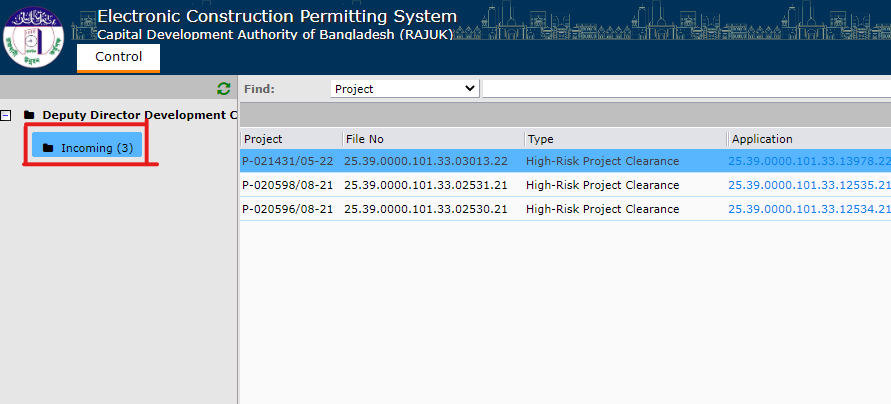 Electronic Construction Permitting System
Capital Development Authority of Bangladesh (RAJUK)
Control
Find: Project
Deputy Director Development C
Incoming (3)
Project File No Type Application
P-021431/05-22 25.39.0000.101.33.03013.22 High-Risk Project Clearance 25.39.0000.101.33.13978.22
P-020598/08-21 25.39.0000.101.33.02531.21 High-Risk Project Clearance 25.39.0000.101.33.12535.21
P-020596/08-21 25.39.0000.101.33.02530.21 High-Risk Project Clearance 25.39.0000.101.33.12534.21